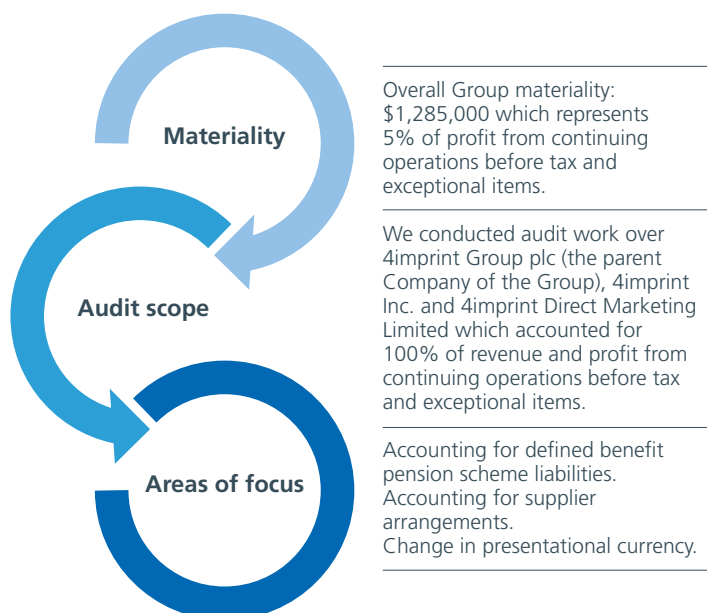 Materiality
Overall Group materiality:
$1,285,000 which represents
5% of profit from continuing
operations before tax and
exceptional items.
Audit scope
We conducted audit work over
4imprint Group plc (the parent
Company of the Group), 4imprint
Inc. and 4imprint Direct Marketing
Limited which accounted for
100% of revenue and profit from
continuing operations before tax
and exceptional items.
Areas of focus
Accounting for defined benefit
pension scheme liabilities.
Accounting for supplier
arrangements.
Change in presentational currency.